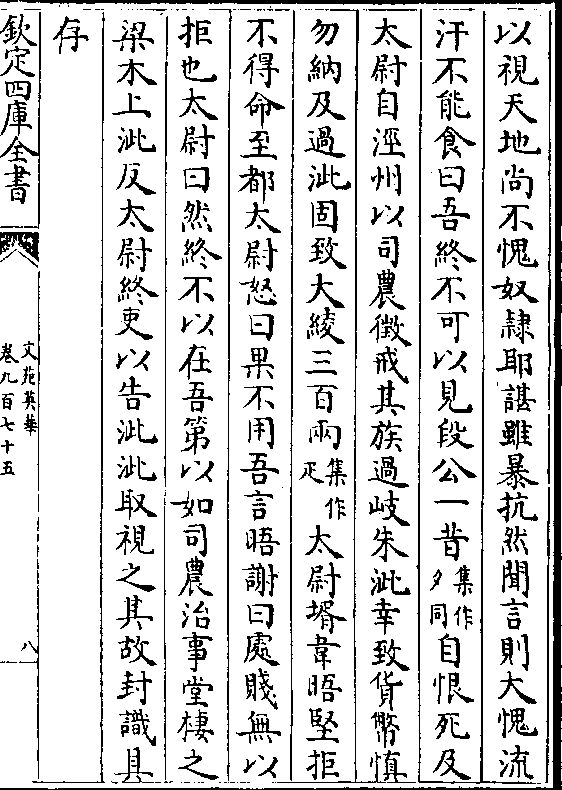 以視天地尚不愧奴隸耶諶雖暴抗然聞言則大愧流
汗不能食曰吾終不可以見段公一昔集作夕同自恨死及
太尉自涇州以司農徵戒其族過岐朱泚幸致貨幣慎
勿納及過泚固致大綾三百兩集作疋太尉壻韋晤堅拒
不得命至都太尉怒曰果不用吾言晤謝曰處賤無以
拒也太尉曰然終不以在吾第以如司農治事堂棲之
梁木上泚反太尉終吏以告泚泚取視之其故封識具
存
欽定四庫全書
文苑英華
卷九百七十五
八